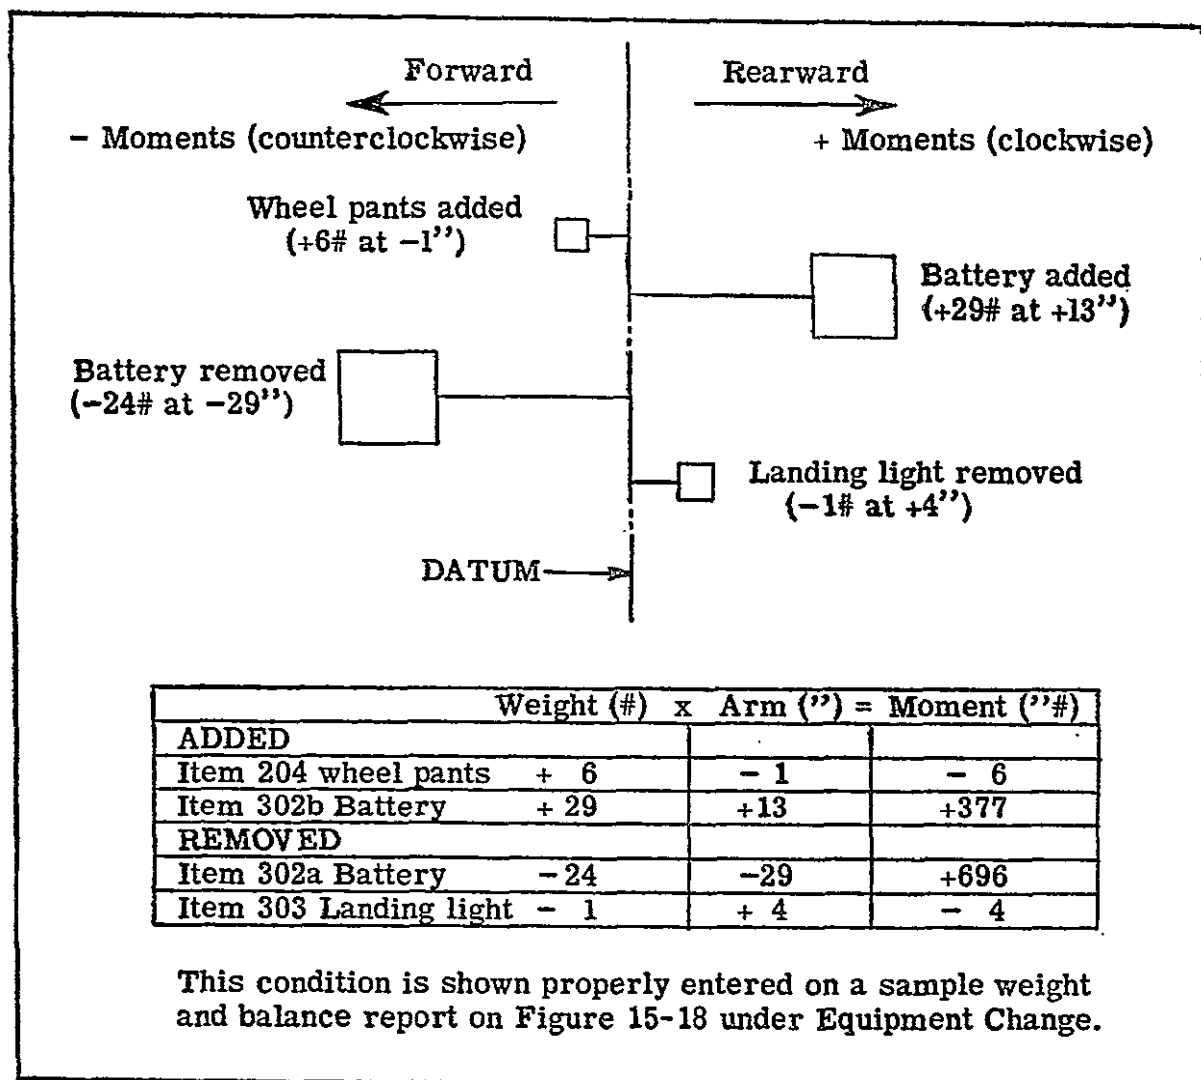 Forward
Rearward
− Moments (counterclockwise)
+ Moments (clockwise)
Wheel pants added
(+6# at −1”)
Battery added
(+29# at +13”)
Battery removed
(−24# at −29”)
Landing light removed
(−1# at +4”)
DATUM
Weight (#) x Arm (”) = Moment (”#)
ADDED
Item 204 wheel pants + 6 − 1 − 6
Item 302b Battery + 29 +13 +377
REMOVED
Item 302a Battery −24 −29 +696
Item 303 Landing light − 1 + 4 − 4
This condition is shown properly entered on a sample weight
and balance report on Figure 15-18 under Equipment Change.